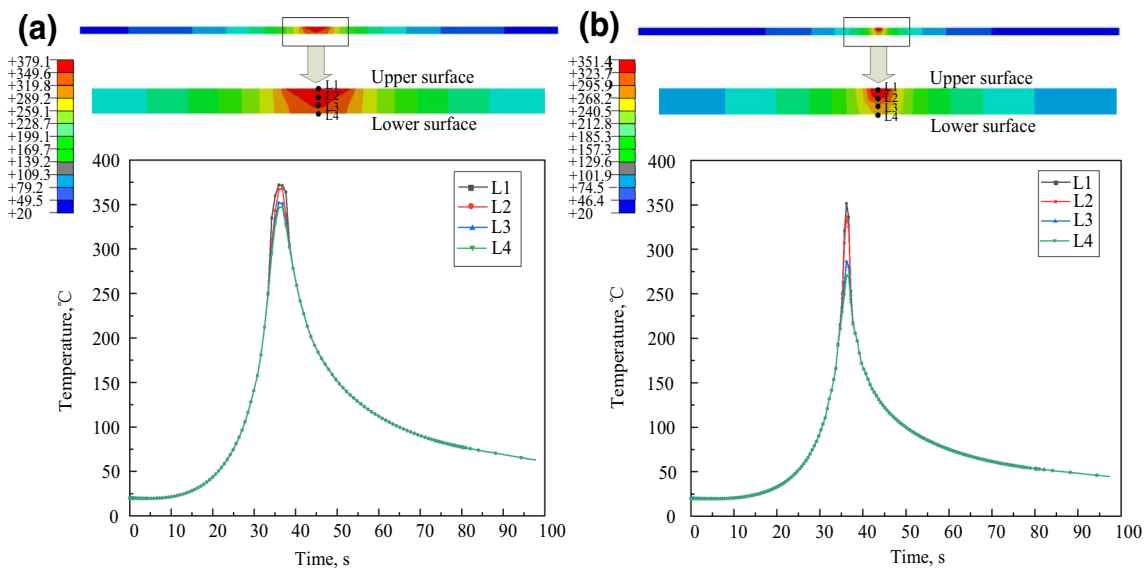 (a)
+379.1
+349.6
+319.8
+289.2
+259.1
+228.7
+199.1
+169.7
+139.2
+109.3
+79.2
+49.5
+20
L1
L2
L3
L4
Upper surface
Lower surface
400
350
300
250
200
150
100
50
0
Temperature,℃
L1
L2
L3
L4
0 10 20 30 40 50 60 70 80 90 100
Time, s
(b)
+351.4
+323.7
+295.9
+268.2
+240.5
+212.8
+185.3
+157.3
+129.6
+101.9
+74.5
+46.4
+20
L1
L2
L3
L4
Upper surface
Lower surface
400
350
300
250
200
150
100
50
0
Temperature,℃
L1
L2
L3
L4
0 10 20 30 40 50 60 70 80 90 100
Time, s